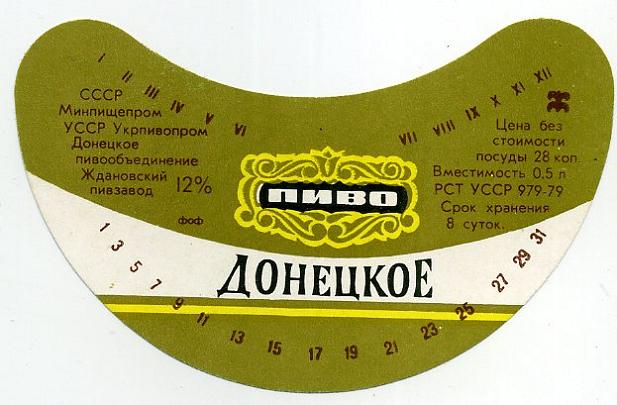 I II III IV V VI VII VIII IX X XI XII
СССР
Минпищепром
УССР Укрпивопром
Донецкое
пивообъединение
Ждановский
пивзавод 12%
фоф
ПИВО
ДОНЕЦКОЕ
Цена без
стоимости
посуды 28 коп.
Вместимость 0.5 л
РСТ УССР 979-79
Срок хранения
8 суток.
1 3 5 7 9 11 13 15 17 19 21 23 25 27 29 31